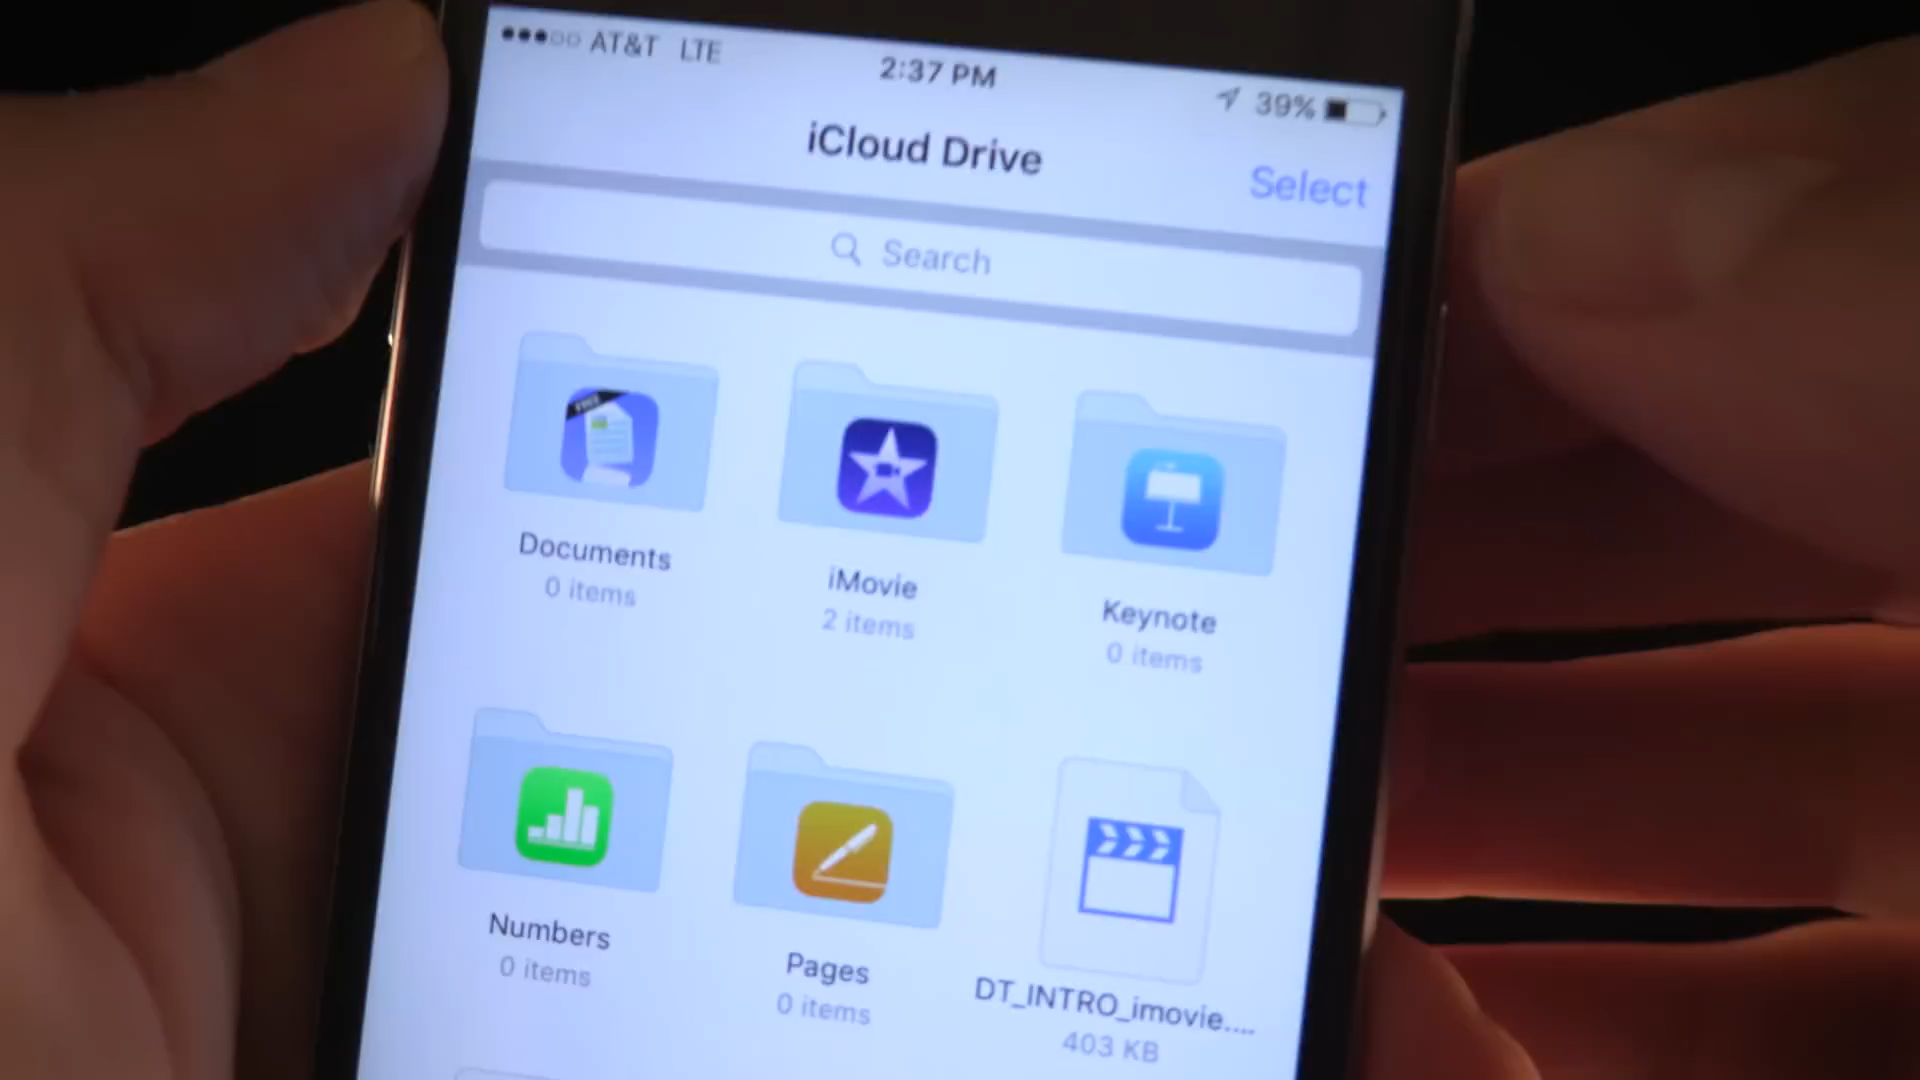 AT&T LTE 2:37 PM 39%
iCloud Drive
Select
Search
FREE
Documents
0 items
iMovie
2 items
Keynote
0 items
Numbers
0 items
Pages
0 items
DT_INTRO_imovie....
403 KB